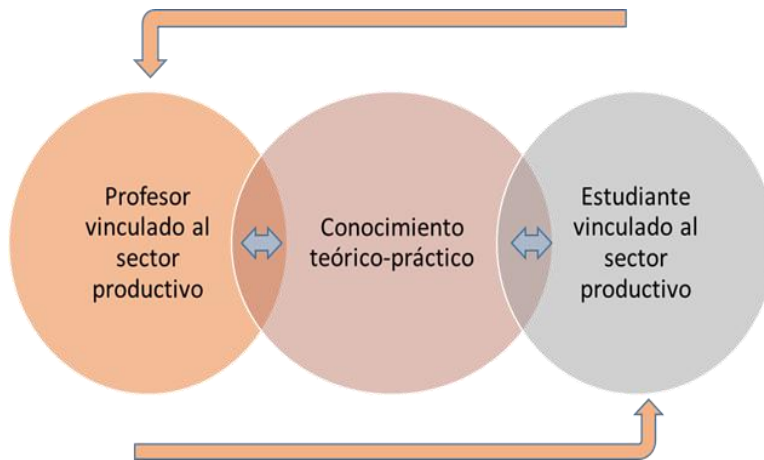 Profesor
vinculado al
sector
productivo
Conocimiento
teórico-práctico
Estudiante
vinculado al
sector
productivo